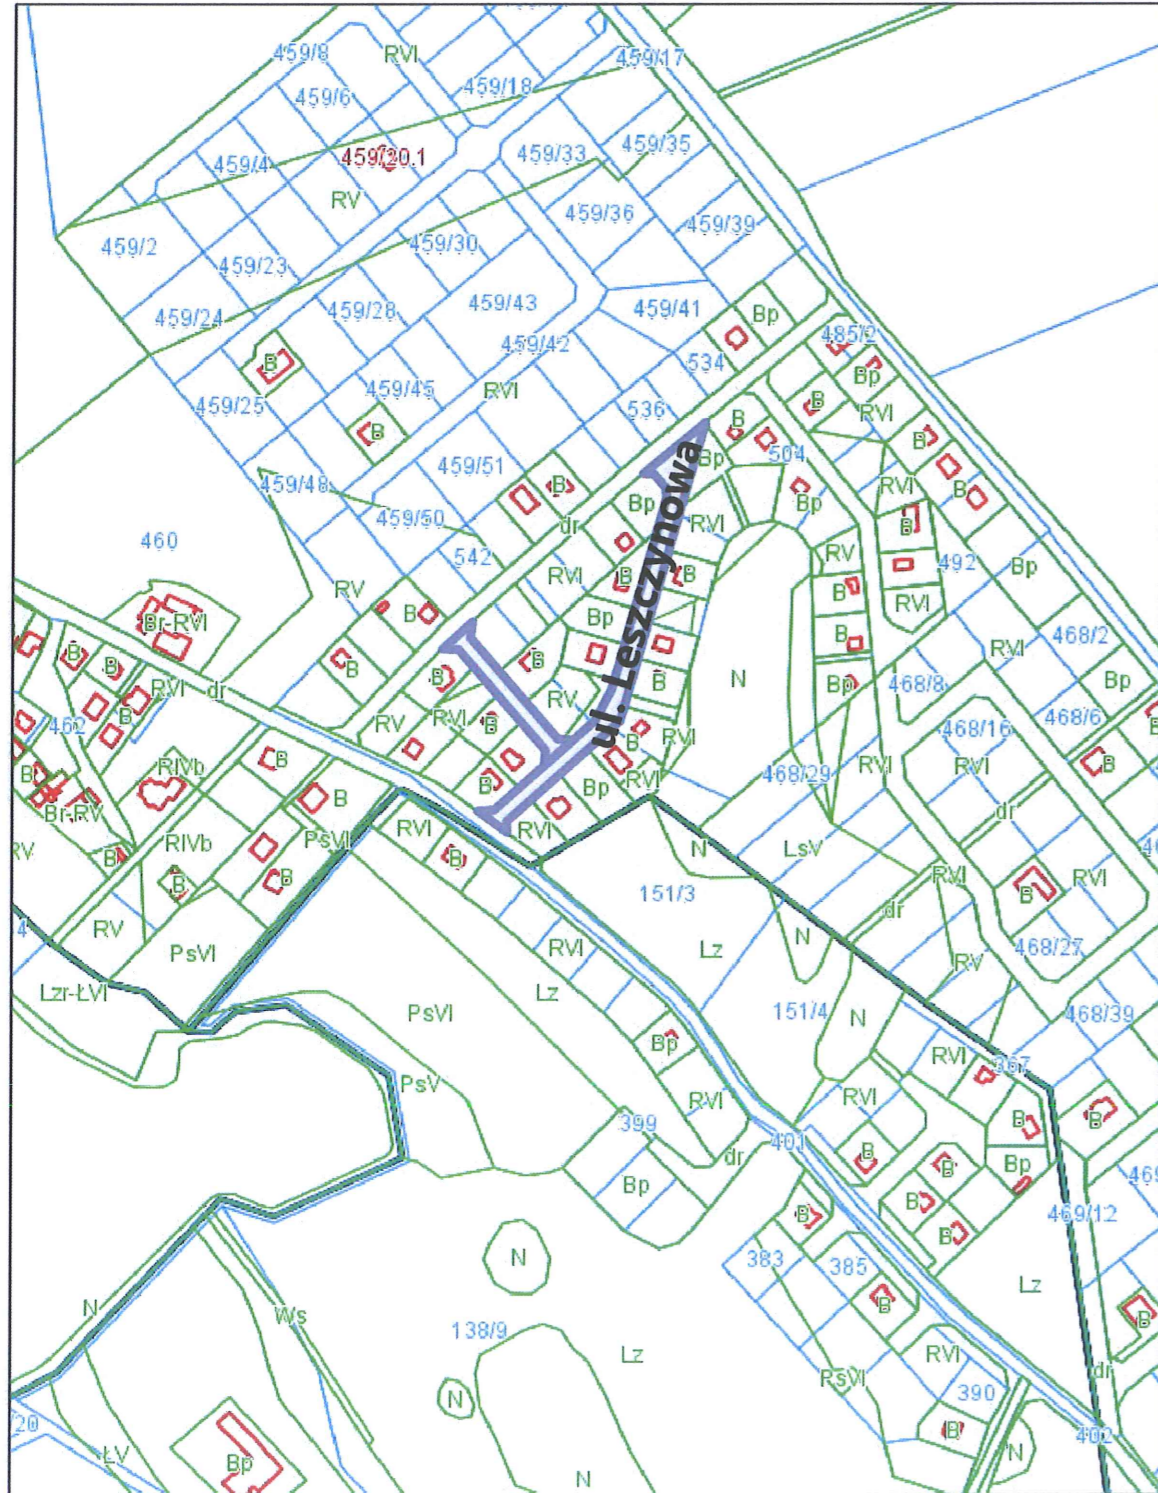 459/8
RVI
459/17
459/18
459/6
459/33
459/35
459/4
459/20.1
RV
459/36
459/39
459/2
459/30
459/23
459/43
459/41
Bp
459/24
459/28
459/42
485/2
534
B
Bp
459/45
RVI
B
RVI
459/25
536
B
B
B
459/51
Bp
504
459/48
B
Bp
RVI
B
459/50
dr
RVI
Bp
B
460
542
RV
492
Bp
RV
RVI
B
B
B
RVI
Br-RVI
B
Bp
468/2
B
B
B
RVI
B
B
RVI
dr
B
N
Bp
468/8
Bp
462
B
RV
RVI
RV
B
468/6
468/16
ul. Leszczynowa
B
RVI
B
RIVb
Bp
RVI
468/29
RVI
RVI
B
B
B
Br-RV
RVI
dr
RV
B
RIVb
PsVI
RVI
B
N
LsV
RVI
RVI
B
B
151/3
dr
B
4
RV
PsVI
RVI
Lz
N
RV
468/27
Lzr-ŁVI
Lz
PsVI
151/4
N
468/39
Bp
RVI
367
PsV
RVI
RVI
B
399
B
401
dr
Bp
Bp
B
B
B
469/12
B
B
N
383
385
Lz
N
Ws
B
B
138/9
Lz
RVI
PsVI
dr
N
390
/20
B
402
ŁV
Bp
N
N